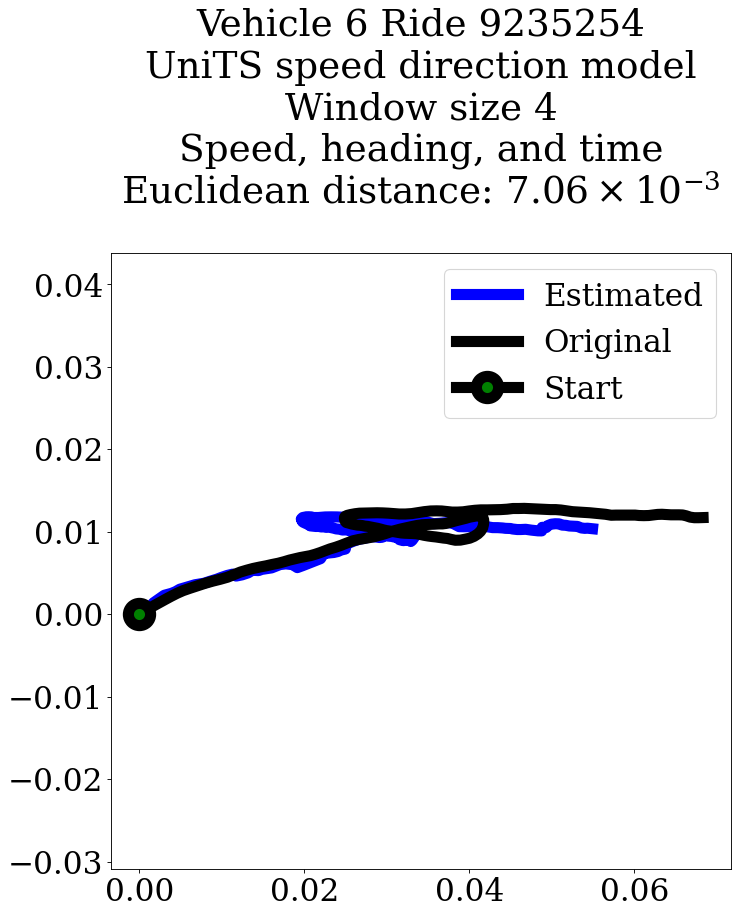 Vehicle 6 Ride 9235254
UniTS speed direction model
Window size 4
Speed, heading, and time
Euclidean distance: 7.06 × 10⁻³
Estimated
Original
Start
0.04
0.03
0.02
0.01
0.00
−0.01
−0.02
−0.03
0.00 0.02 0.04 0.06